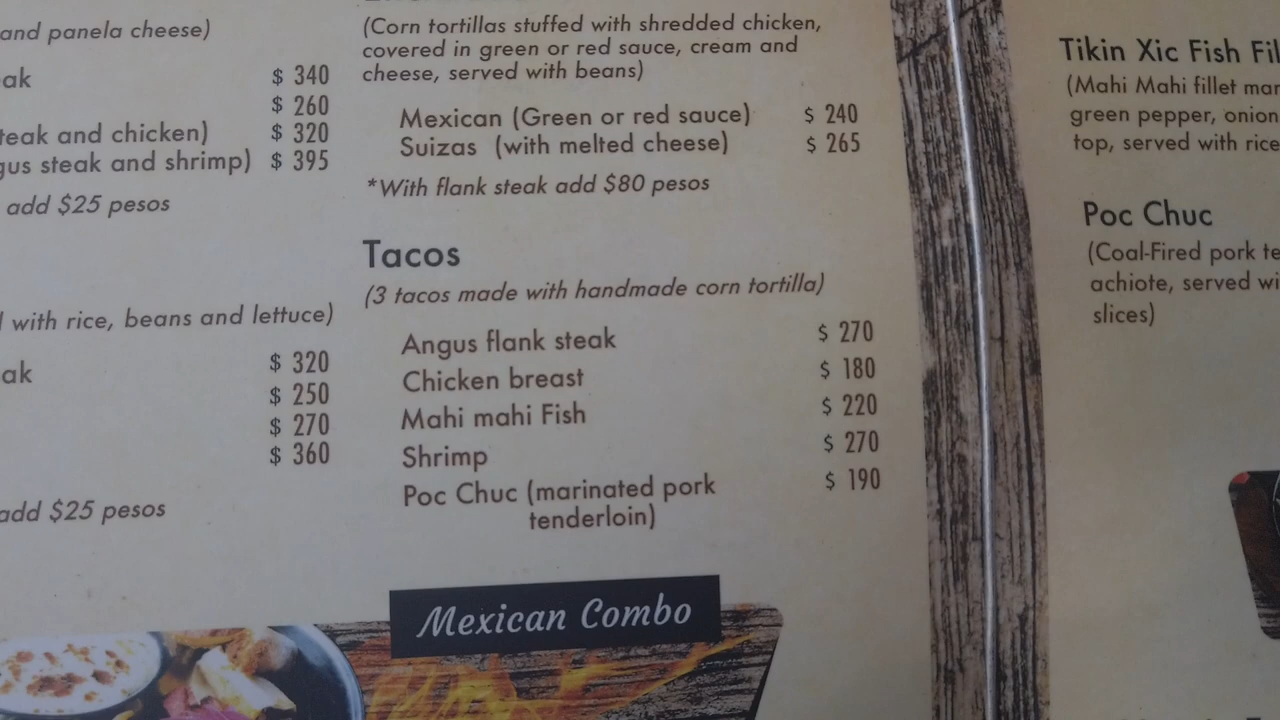 and panela cheese)
ak $ 340
$ 260
teak and chicken) $ 320
gus steak and shrimp) $ 395
add $25 pesos
with rice, beans and lettuce)
ak $ 320
$ 250
$ 270
$ 360
add $25 pesos
(Corn tortillas stuffed with shredded chicken,
covered in green or red sauce, cream and
cheese, served with beans)
Mexican (Green or red sauce) $ 240
Suizas (with melted cheese) $ 265
*With flank steak add $80 pesos
Tacos
(3 tacos made with handmade corn tortilla)
Angus flank steak $ 270
Chicken breast $ 180
Mahi mahi Fish $ 220
Shrimp $ 270
Poc Chuc (marinated pork $ 190
tenderloin)
Mexican Combo
Tikin Xic Fish Fil
(Mahi Mahi fillet mar
green pepper, onion
top, served with rice
Poc Chuc
(Coal-Fired pork te
achiote, served wi
slices)